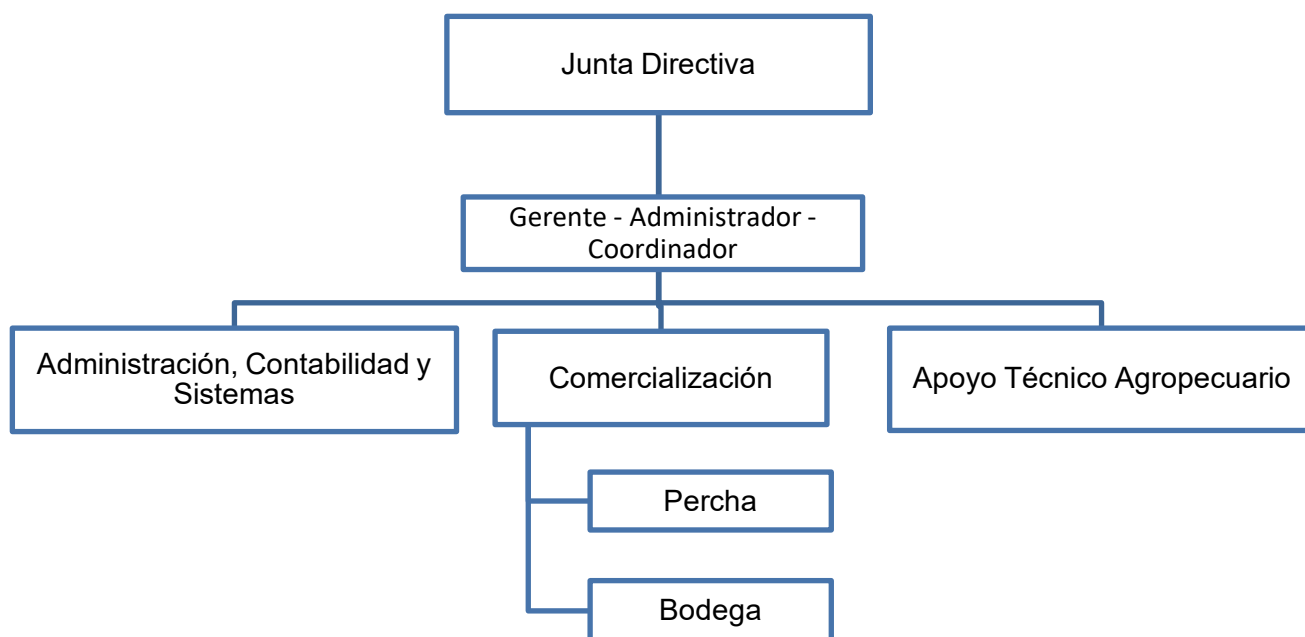 Junta Directiva
Gerente - Administrador -
Coordinador
Administración, Contabilidad y
Sistemas
Comercialización
Apoyo Técnico Agropecuario
Percha
Bodega